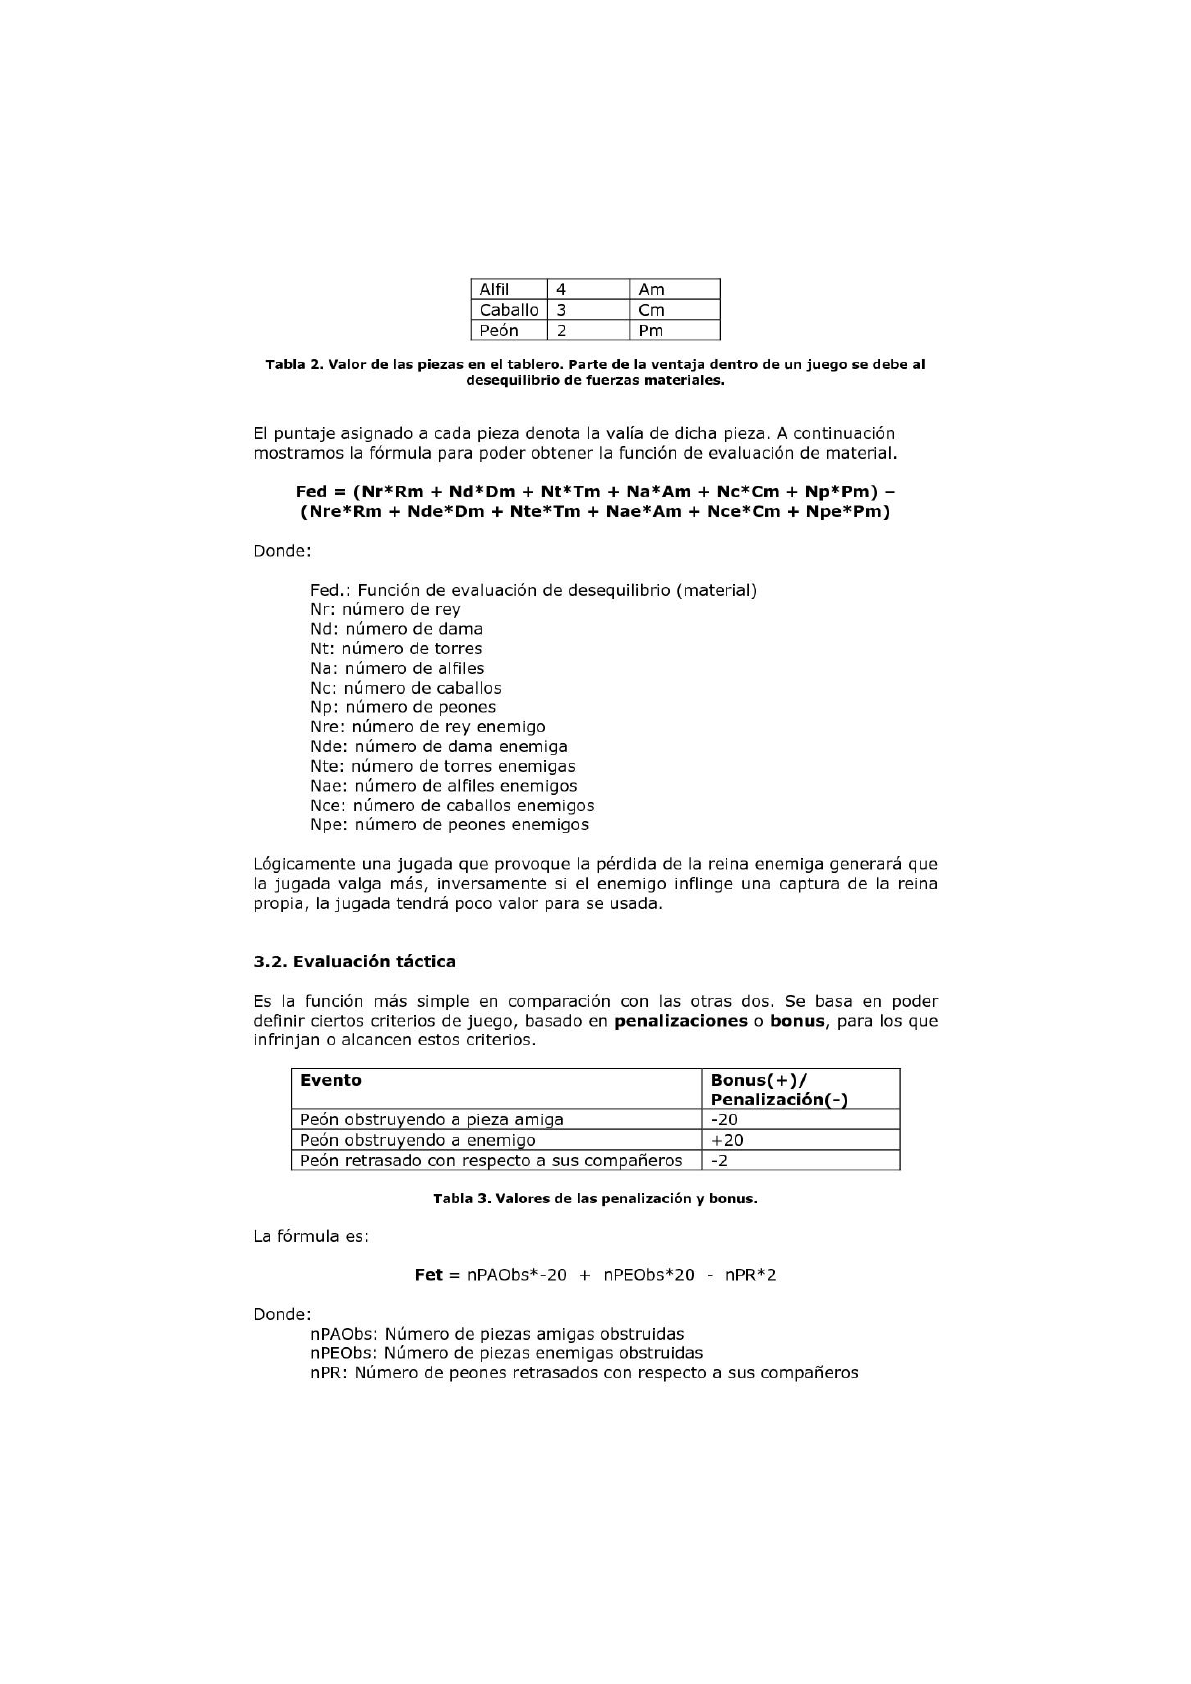 Alfil 4 Am
Caballo 3 Cm
Peón 2 Pm
Tabla 2. Valor de las piezas en el tablero. Parte de la ventaja dentro de un juego se debe al
desequilibrio de fuerzas materiales.
El puntaje asignado a cada pieza denota la valía de dicha pieza. A continuación
mostramos la fórmula para poder obtener la función de evaluación de material.
Fed = (Nr*Rm + Nd*Dm + Nt*Tm + Na*Am + Nc*Cm + Np*Pm) –
(Nre*Rm + Nde*Dm + Nte*Tm + Nae*Am + Nce*Cm + Npe*Pm)
Donde:
Fed.: Función de evaluación de desequilibrio (material)
Nr: número de rey
Nd: número de dama
Nt: número de torres
Na: número de alfiles
Nc: número de caballos
Np: número de peones
Nre: número de rey enemigo
Nde: número de dama enemiga
Nte: número de torres enemigas
Nae: número de alfiles enemigos
Nce: número de caballos enemigos
Npe: número de peones enemigos
Lógicamente una jugada que provoque la pérdida de la reina enemiga generará que
la jugada valga más, inversamente si el enemigo inflinge una captura de la reina
propia, la jugada tendrá poco valor para se usada.
3.2. Evaluación táctica
Es la función más simple en comparación con las otras dos. Se basa en poder
definir ciertos criterios de juego, basado en penalizaciones o bonus, para los que
infrinjan o alcancen estos criterios.
Evento Bonus(+)/
Penalización(-)
Peón obstruyendo a pieza amiga -20
Peón obstruyendo a enemigo +20
Peón retrasado con respecto a sus compañeros -2
Tabla 3. Valores de las penalización y bonus.
La fórmula es:
Fet = nPAObs*-20 + nPEObs*20 - nPR*2
Donde:
nPAObs: Número de piezas amigas obstruidas
nPEObs: Número de piezas enemigas obstruidas
nPR: Número de peones retrasados con respecto a sus compañeros